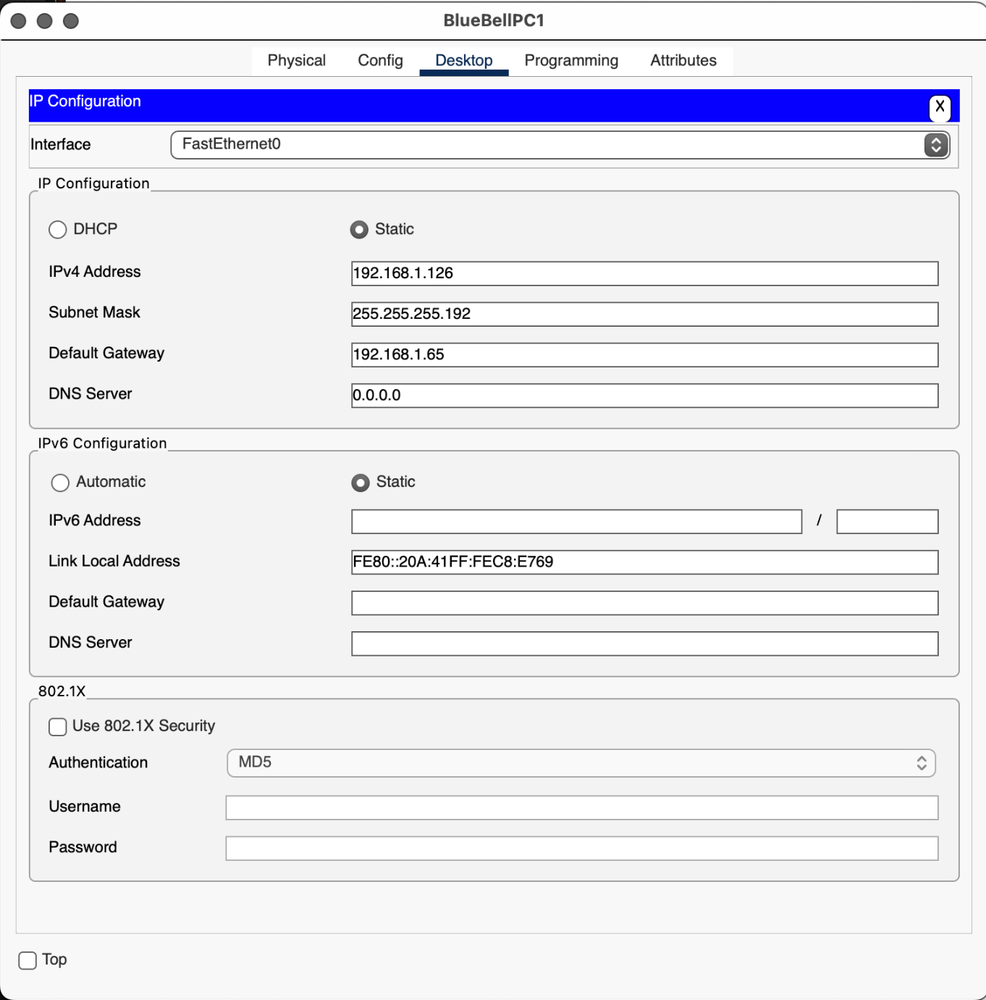 BlueBellPC1
Physical Config Desktop Programming Attributes
IP Configuration X
Interface FastEthernet0
IP Configuration
DHCP Static
IPv4 Address 192.168.1.126
Subnet Mask 255.255.255.192
Default Gateway 192.168.1.65
DNS Server 0.0.0.0
IPv6 Configuration
Automatic Static
IPv6 Address /
Link Local Address FE80::20A:41FF:FEC8:E769
Default Gateway
DNS Server
802.1X
Use 802.1X Security
Authentication MD5
Username
Password
Top